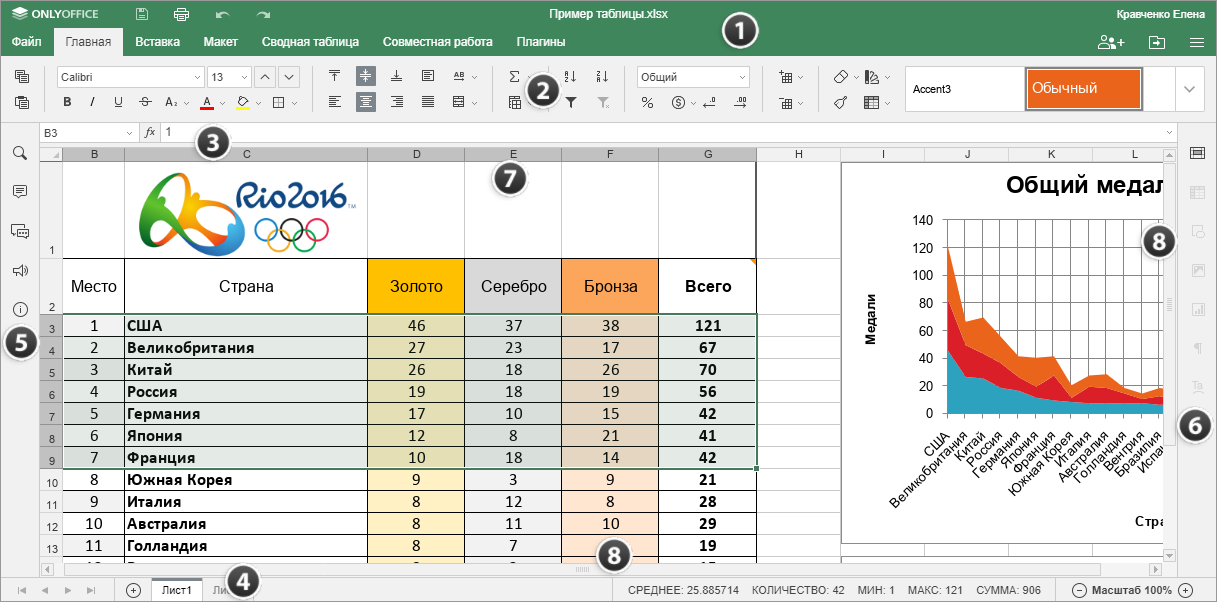 ONLYOFFICE Пример таблицы.xlsx Кравченко Елена
1
Файл Главная Вставка Макет Сводная таблица Совместная работа Плагины
Calibri 13 Общий
Accent3 Обычный
2
B3 fx 1
3
B C D E F G H I J K L
7
Rio2016™
1
Общий медал
8
2 Место Страна Золото Серебро Бронза Всего
3 1 США 46 37 38 121
4 2 Великобритания 27 23 17 67
5 3 Китай 26 18 26 70
6 4 Россия 19 18 19 56
7 5 Германия 17 10 15 42
8 6 Япония 12 8 21 41
9 7 Франция 10 18 14 42
10 8 Южная Корея 9 3 9 21
11 9 Италия 8 12 8 28
12 10 Австралия 8 11 10 29
13 11 Голландия 8 7 19
5
6
8
Медали
140
120
100
80
60
40
20
0
США
Великобритания
Китай
Россия
Германия
Япония
Франция
Южная Корея
Италия
Австралия
Голландия
Венгрия
Бразилия
Испа
Стра
4
Лист1 Ли
СРЕДНЕЕ: 25.885714 КОЛИЧЕСТВО: 42 МИН: 1 МАКС: 121 СУММА: 906 Масштаб 100%